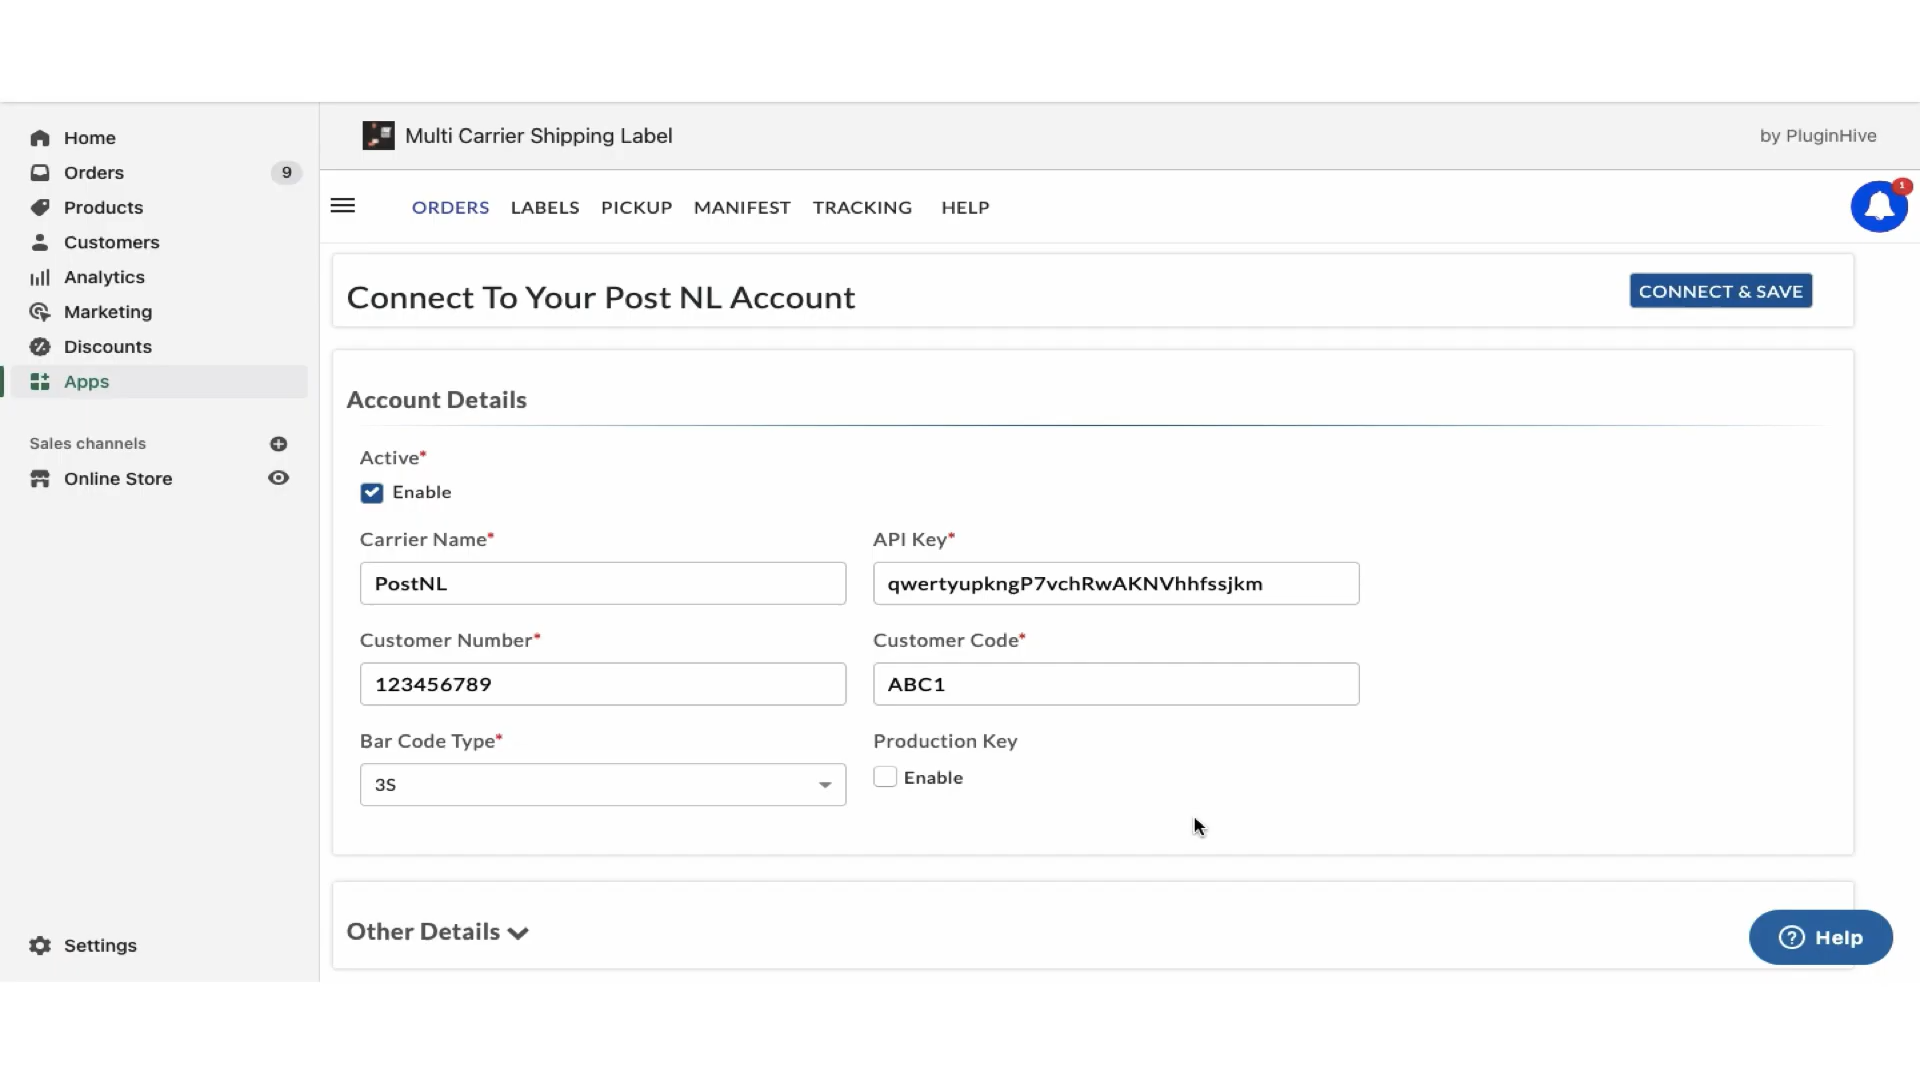 Multi Carrier Shipping Label
by PluginHive
Home
Orders 9
Products
Customers
Analytics
Marketing
Discounts
Apps
Sales channels
Online Store
Settings
ORDERS LABELS PICKUP MANIFEST TRACKING HELP
1
Connect To Your Post NL Account
CONNECT & SAVE
Account Details
Active*
Enable
Carrier Name* API Key*
PostNL qwertyupkngP7vchRwAKNVhhfssjkm
Customer Number* Customer Code*
123456789 ABC1
Bar Code Type* Production Key
3S Enable
Other Details
? Help